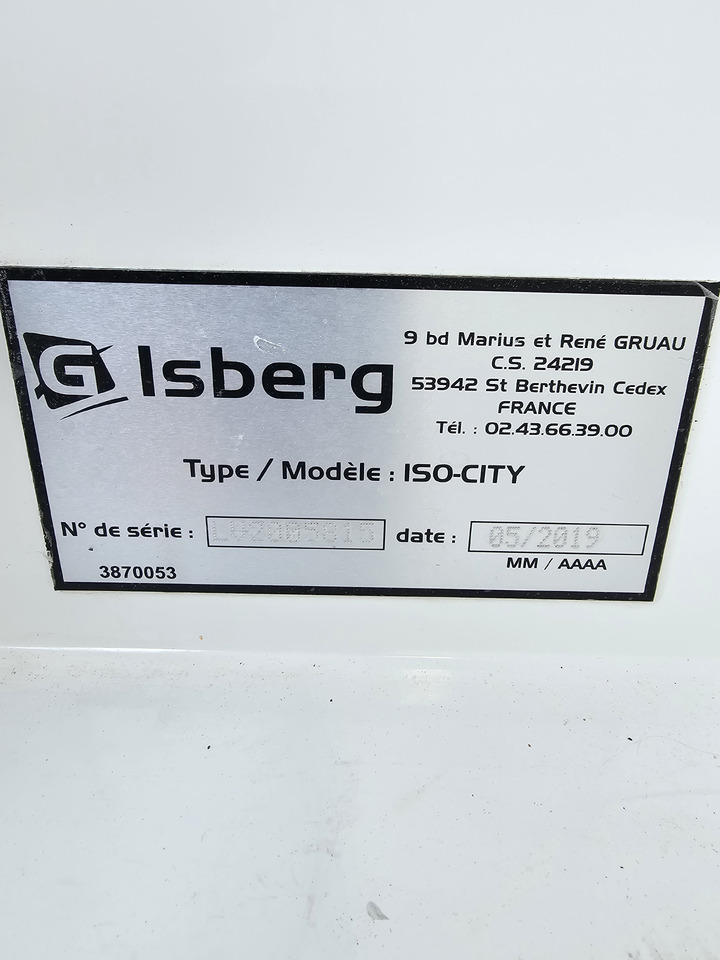 G Isberg
9 bd Marius et René GRUAU
C.S. 24219
53942 St Berthevin Cedex
FRANCE
Tél. : 02.43.66.39.00
Type / Modèle : ISO-CITY
N° de série : LV2005815 date : 05/2019
3870053 MM / AAAA